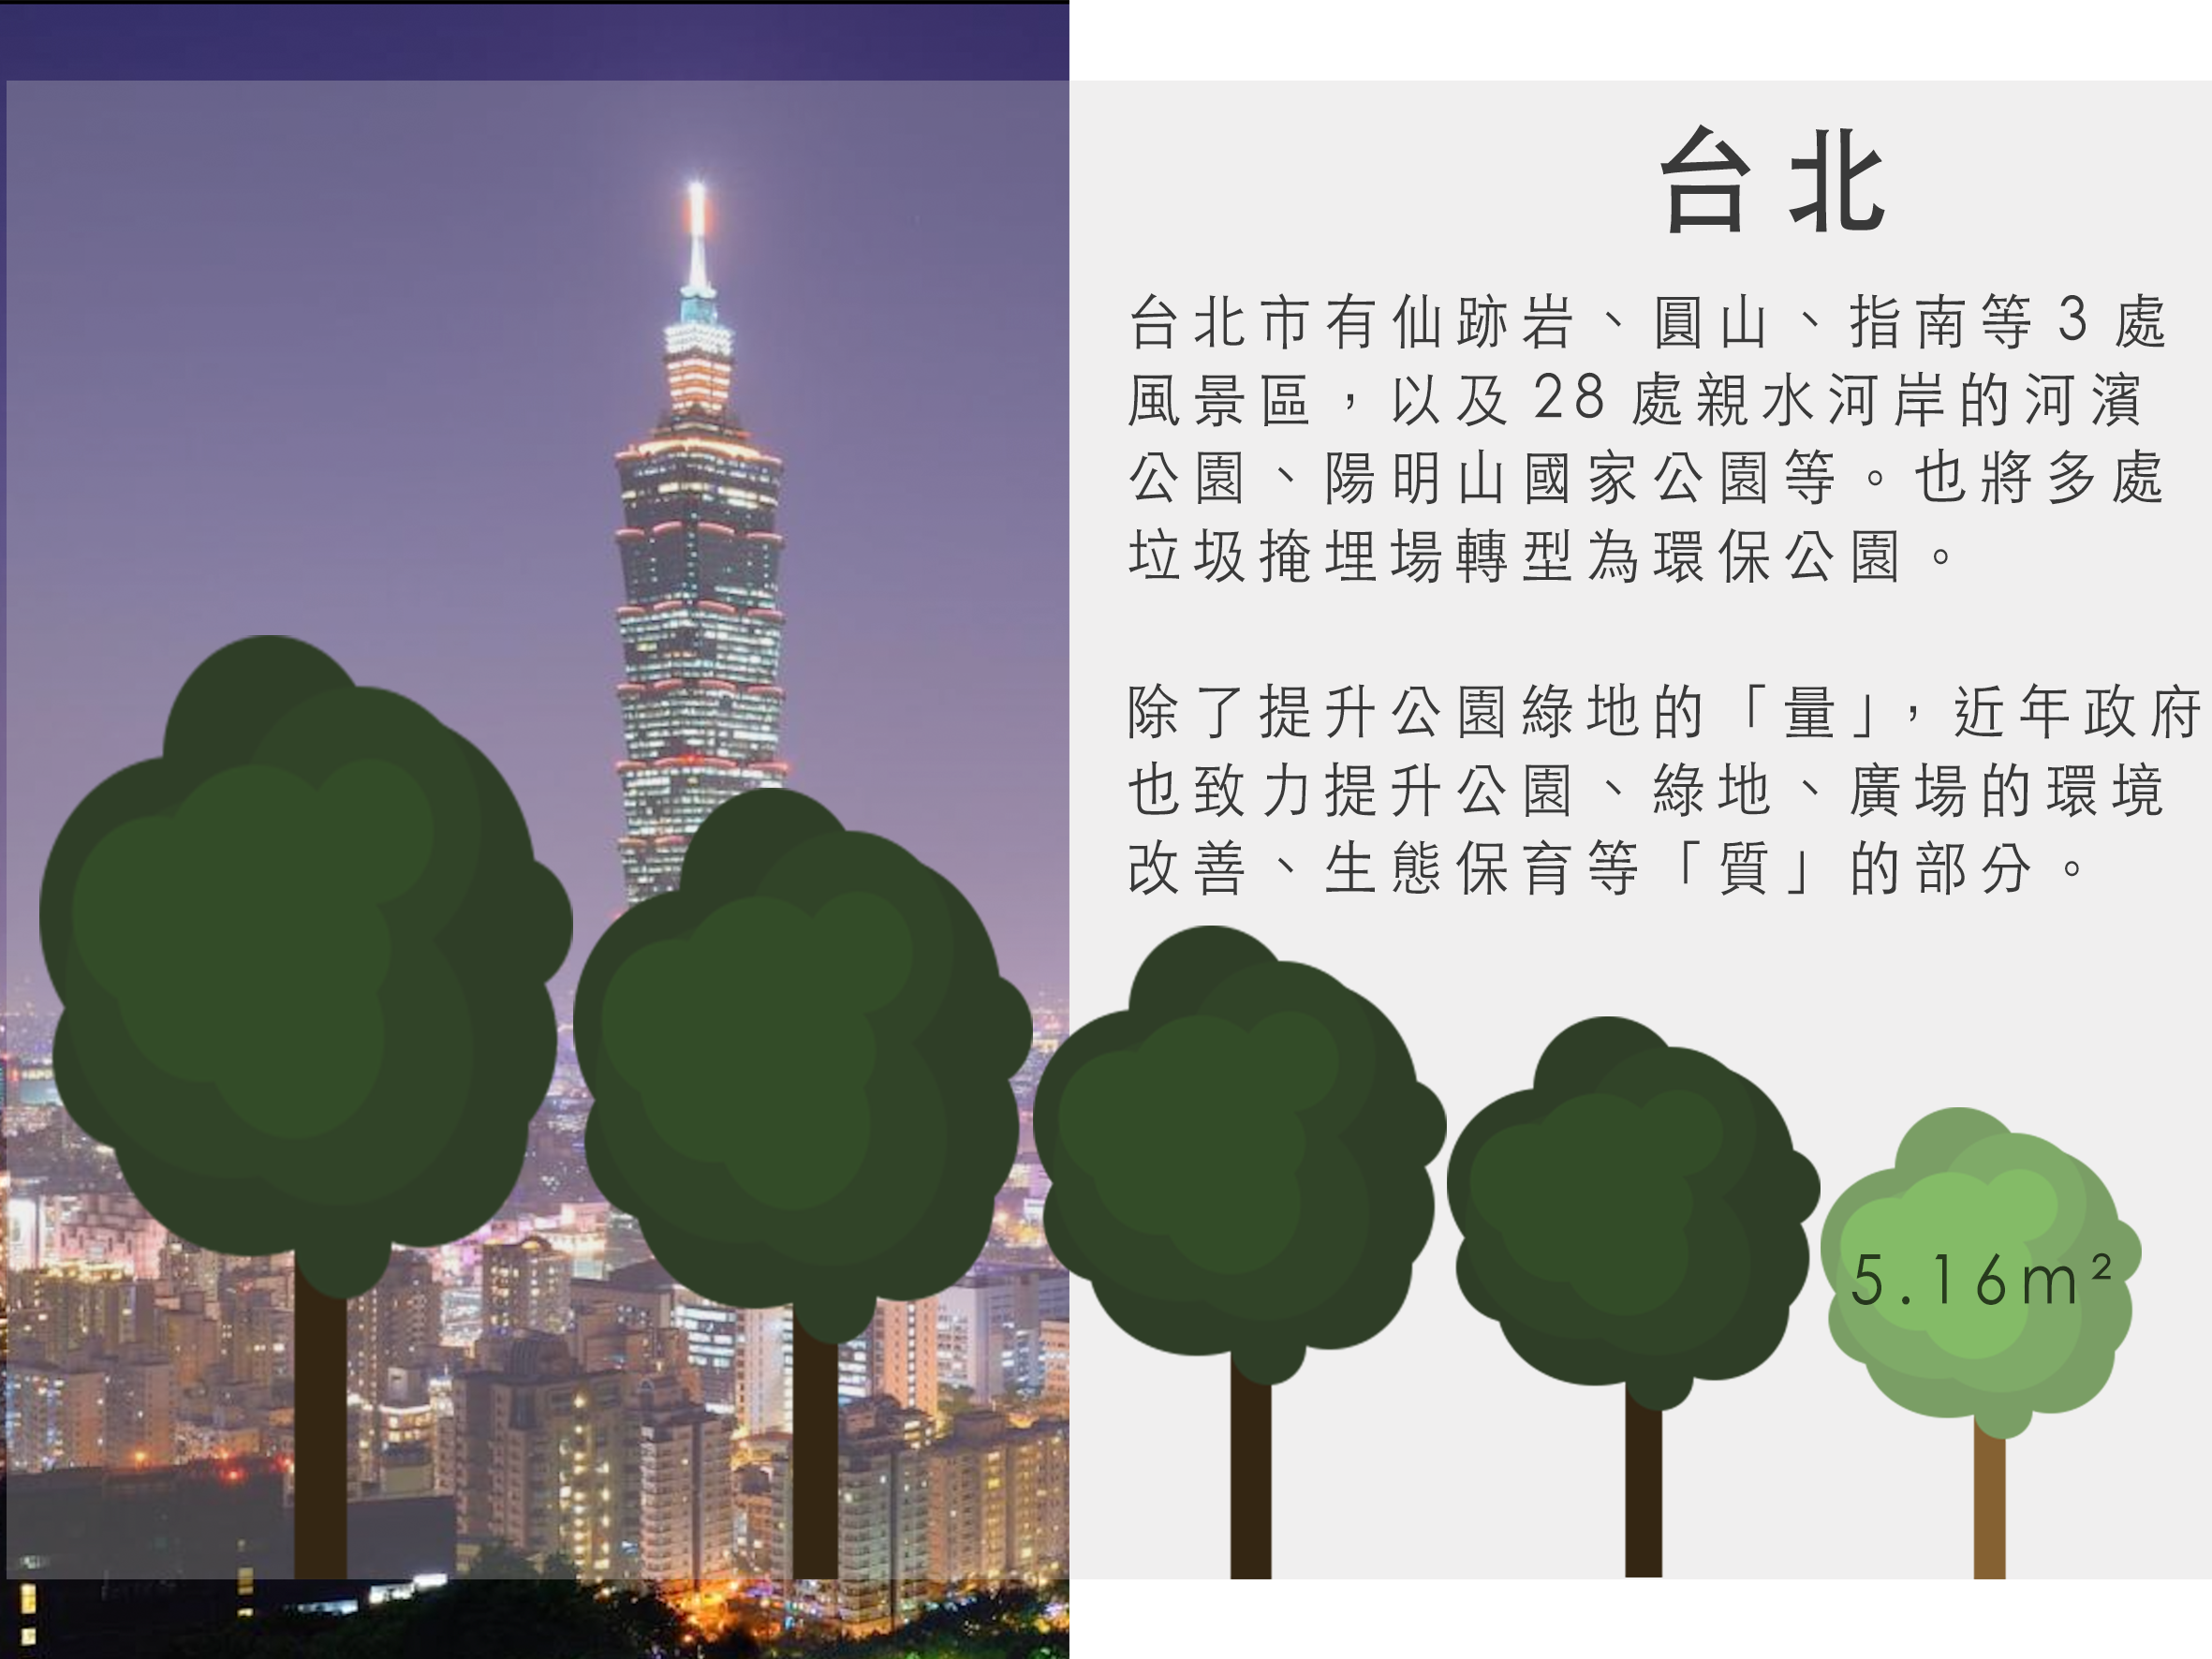 台北
台北市有仙跡岩、圓山、指南等 3 處
風景區，以及 28 處親水河岸的河濱
公園、陽明山國家公園等。也將多處
垃圾掩埋場轉型為環保公園。
除了提升公園綠地的「量」，近年政府
也致力提升公園、綠地、廣場的環境
改善、生態保育等「質」的部分。
5.16m²